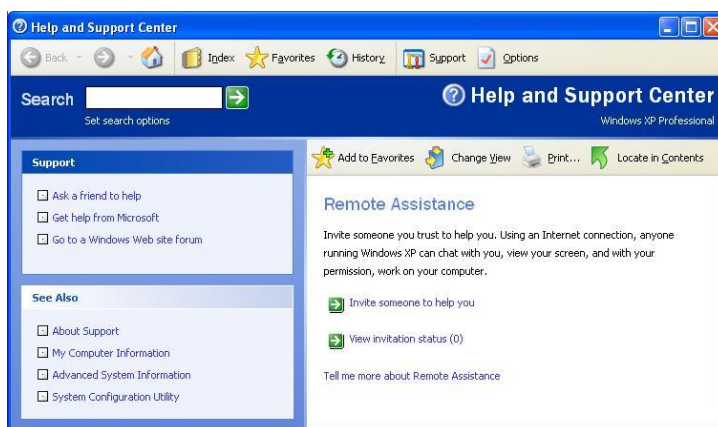 Help and Support Center
Back
Index
Favorites
History
Support
Options
Search
Set search options
Help and Support Center
Windows XP Professional
Support
Ask a friend to help
Get help from Microsoft
Go to a Windows Web site forum
See Also
About Support
My Computer Information
Advanced System Information
System Configuration Utility
Add to Favorites
Change View
Print...
Locate in Contents
Remote Assistance
Invite someone you trust to help you. Using an Internet connection, anyone
running Windows XP can chat with you, view your screen, and with your
permission, work on your computer.
Invite someone to help you
View invitation status (0)
Tell me more about Remote Assistance